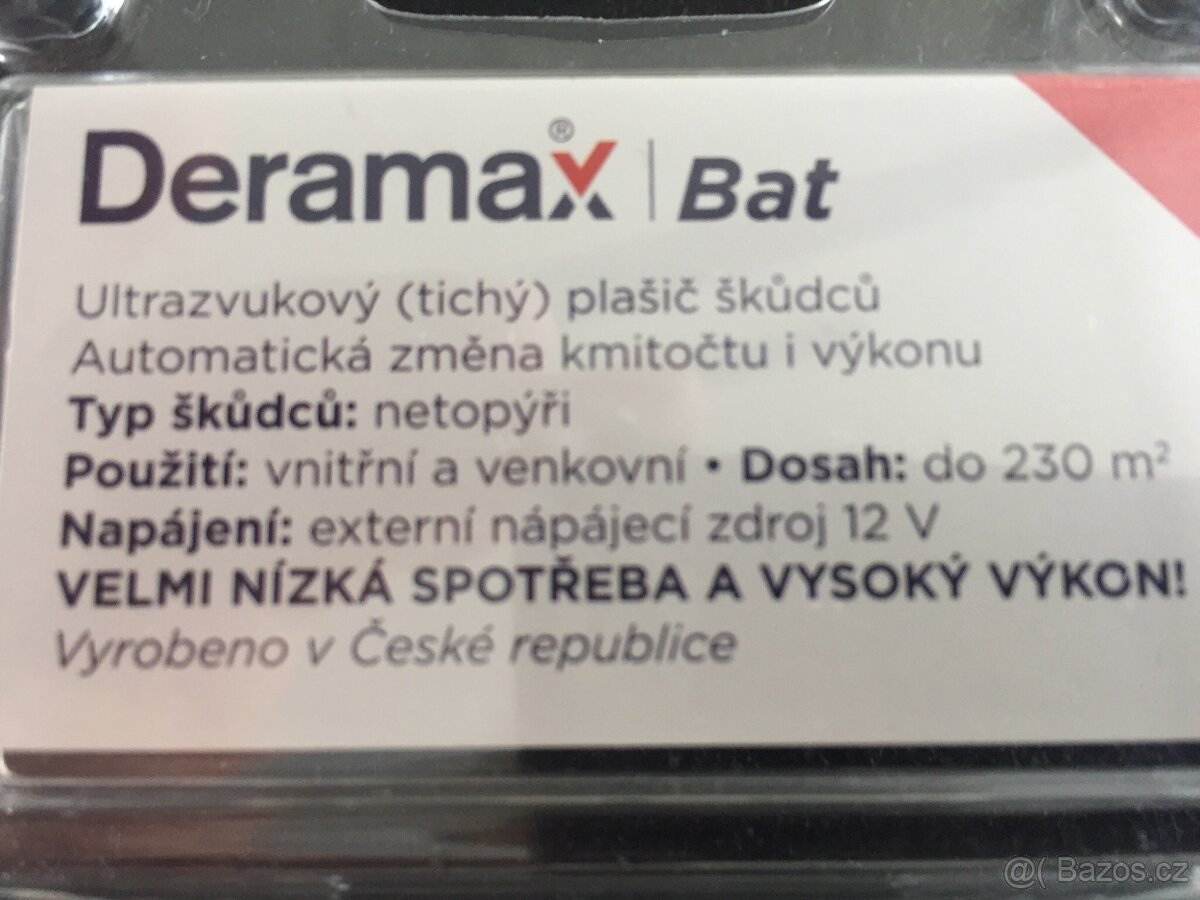 Deramax® | Bat
Ultrazvukový (tichý) plašič škůdců
Automatická změna kmitočtu i výkonu
Typ škůdců: netopýři
Použití: vnitřní a venkovní • Dosah: do 230 m²
Napájení: externí nápájecí zdroj 12 V
VELMI NÍZKÁ SPOTŘEBA A VYSOKÝ VÝKON!
Vyrobeno v České republice
@( Bazos.cz